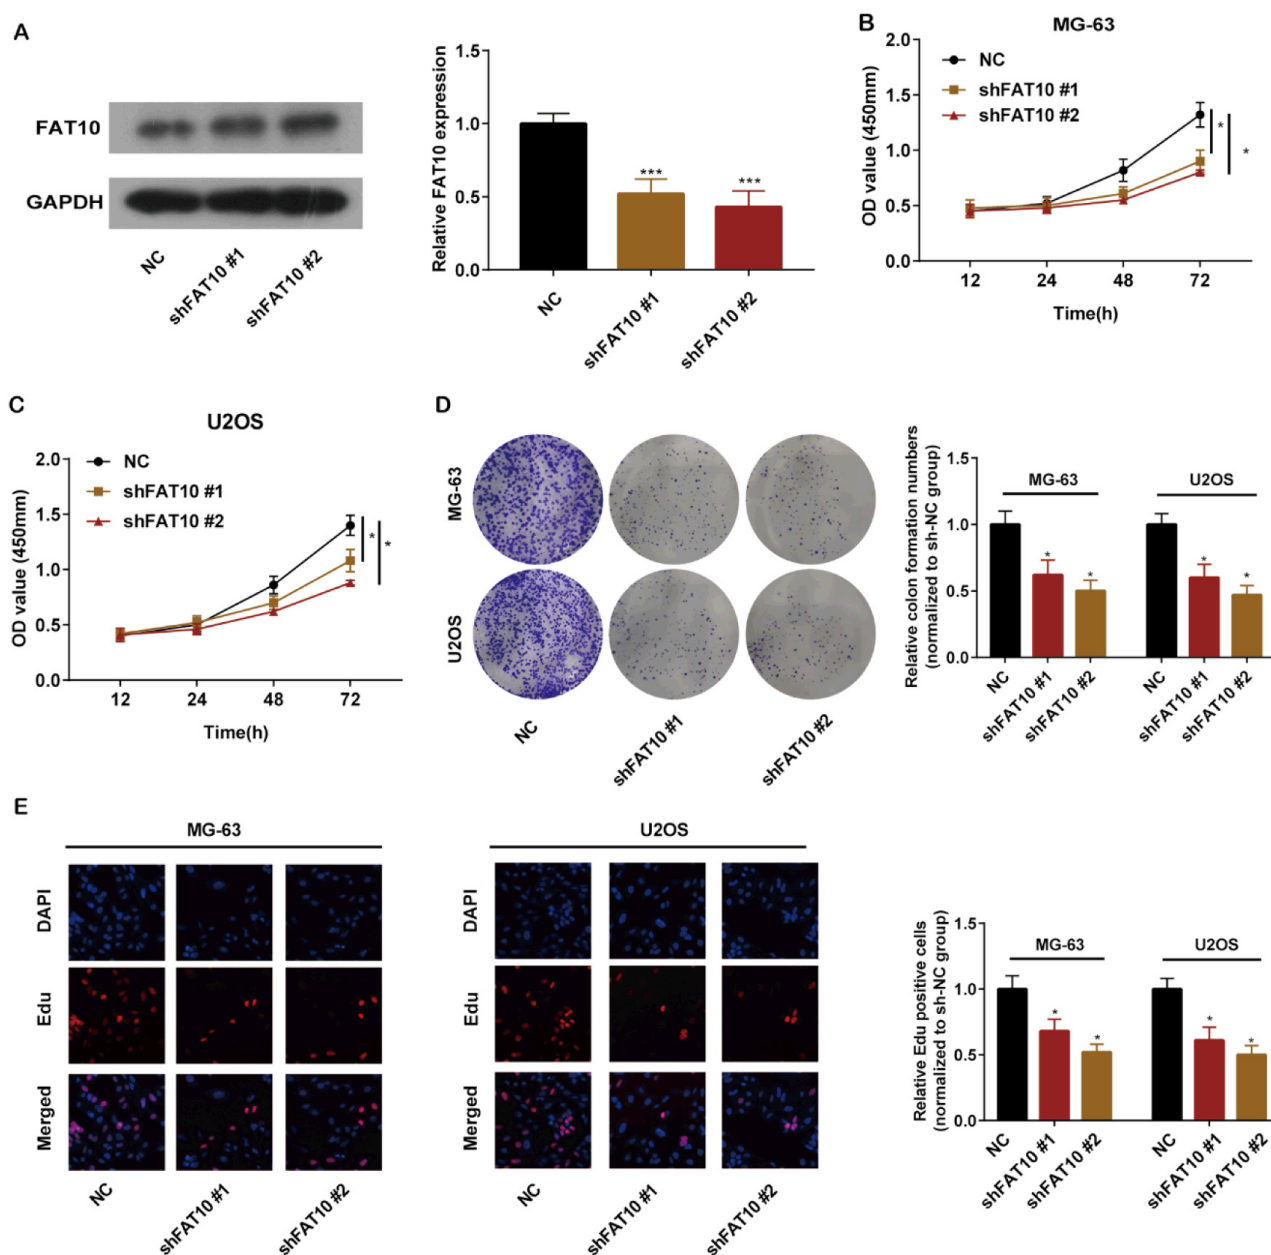 A
FAT10
GAPDH
NC
shFAT10 #1
shFAT10 #2
Relative FAT10 expression
1.5
1.0
0.5
0.0
***
***
NC
shFAT10 #1
shFAT10 #2
B
MG-63
OD value (450mm)
2.0
1.5
1.0
0.5
0.0
NC
shFAT10 #1
shFAT10 #2
*
*
12 24 48 72
Time(h)
C
U2OS
OD value (450mm)
2.0
1.5
1.0
0.5
0.0
NC
shFAT10 #1
shFAT10 #2
*
*
12 24 48 72
Time(h)
D
MG-63
U2OS
NC
shFAT10 #1
shFAT10 #2
Relative colon formation numbers
(normalized to sh-NC group)
1.5
1.0
0.5
0.0
MG-63
U2OS
*
*
*
*
NC
shFAT10 #1
shFAT10 #2
NC
shFAT10 #1
shFAT10 #2
E
MG-63
DAPI
Edu
Merged
NC
shFAT10 #1
shFAT10 #2
U2OS
DAPI
Edu
Merged
NC
shFAT10 #1
shFAT10 #2
Relative Edu positive cells
(normalized to sh-NC group)
1.5
1.0
0.5
0.0
MG-63
U2OS
*
*
*
*
NC
shFAT10 #1
shFAT10 #2
NC
shFAT10 #1
shFAT10 #2